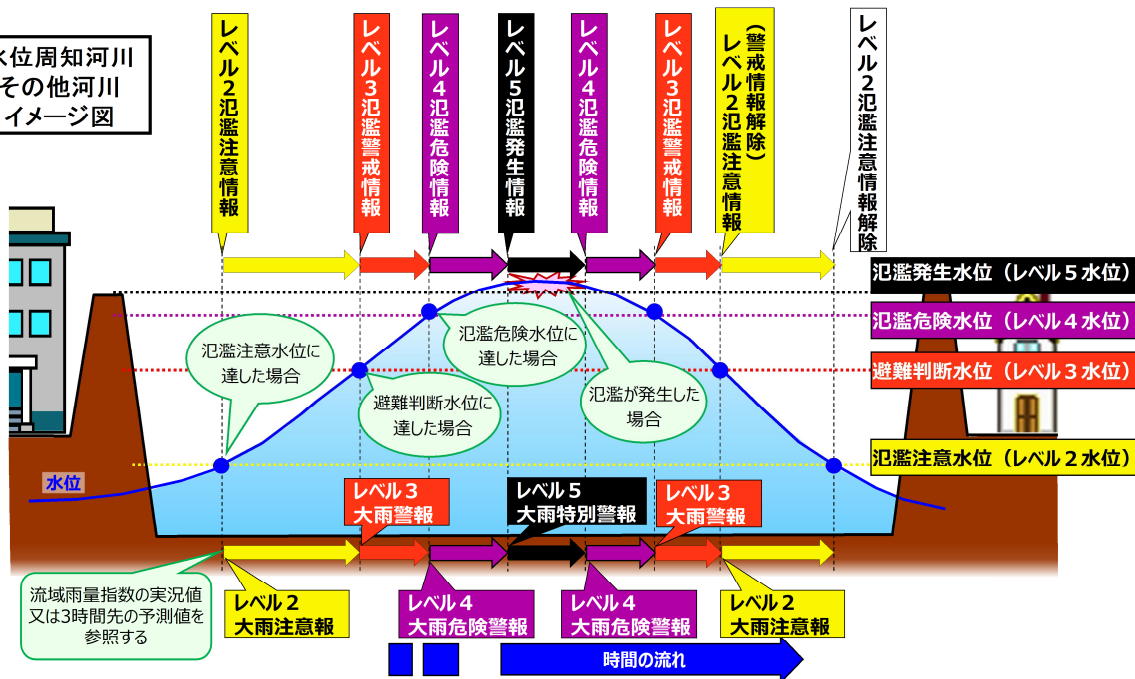 水位周知河川
その他河川
イメージ図
レベル2氾濫注意情報
レベル3氾濫警戒情報
レベル4氾濫危険情報
レベル5氾濫発生情報
レベル4氾濫危険情報
レベル3氾濫警戒情報
(警戒情報解除)
レベル2氾濫注意情報
レベル2氾濫注意情報解除
氾濫発生水位(レベル5水位)
氾濫危険水位(レベル4水位)
避難判断水位(レベル3水位)
氾濫注意水位(レベル2水位)
氾濫注意水位に
達した場合
避難判断水位に
達した場合
氾濫危険水位に
達した場合
氾濫が発生した
場合
水位
レベル3
大雨警報
レベル5
大雨特別警報
レベル3
大雨警報
流域雨量指数の実況値
又は3時間先の予測値を
参照する
レベル2
大雨注意報
レベル4
大雨危険警報
レベル4
大雨危険警報
レベル2
大雨注意報
時間の流れ